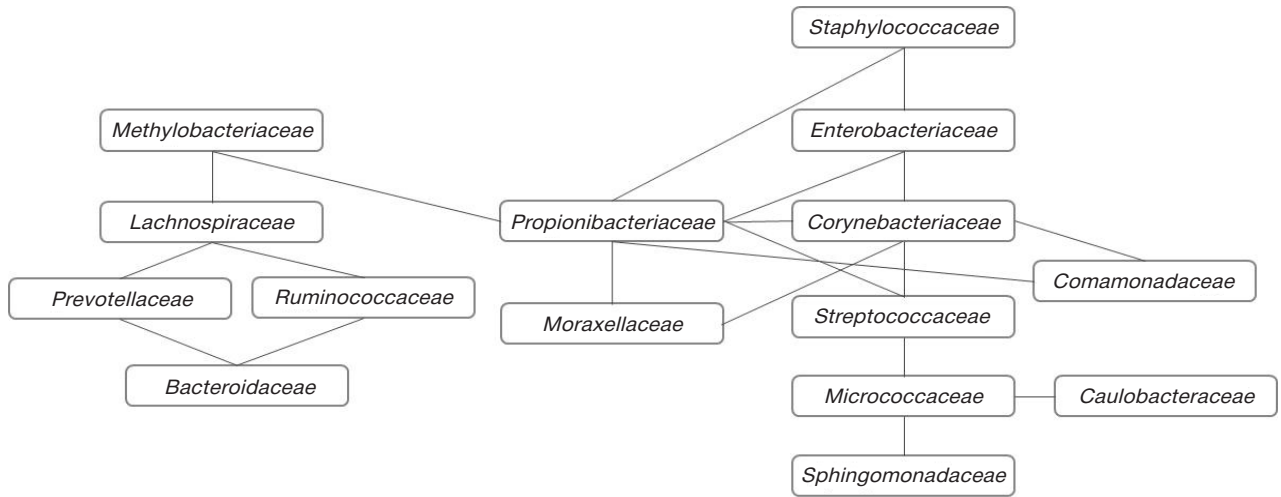 Staphylococcaceae
Methylobacteriaceae
Enterobacteriaceae
Lachnospiraceae
Propionibacteriaceae
Corynebacteriaceae
Prevotellaceae
Ruminococcaceae
Comamonadaceae
Moraxellaceae
Streptococcaceae
Bacteroidaceae
Micrococcaceae
Caulobacteraceae
Sphingomonadaceae